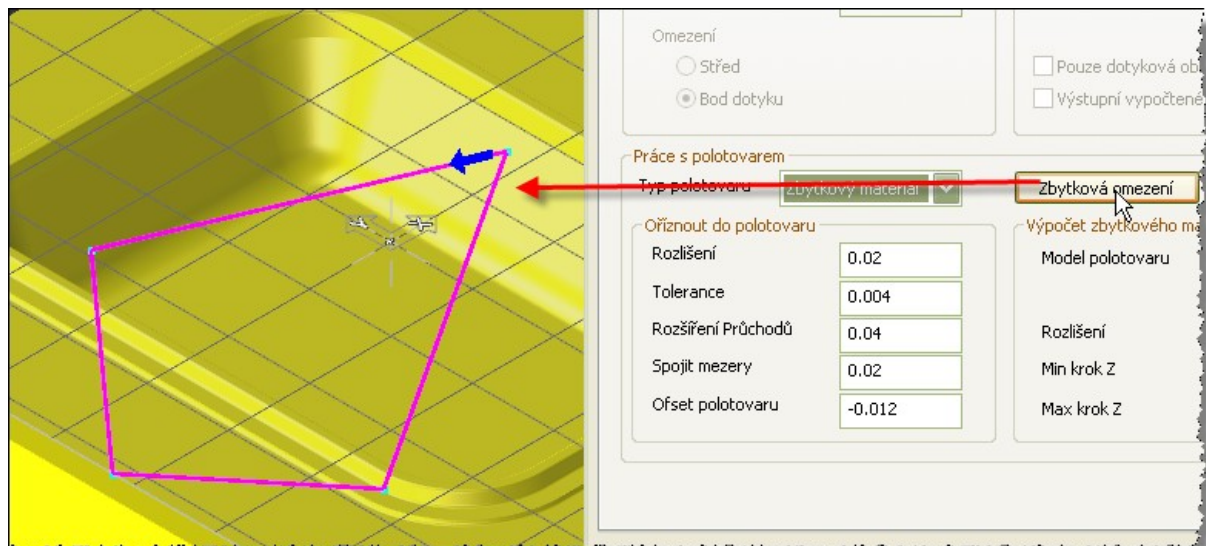 Omezení
Střed
Bod dotyku
Pouze dotyková ob
Výstupní vypočtené
Práce s polotovarem
Typ polotovaru
Zbytkový materiál
Zbytková omezení
Oříznout do polotovaru
Rozlišení 0.02
Tolerance 0.004
Rozšíření Průchodů 0.04
Spojit mezery 0.02
Ofset polotovaru -0.012
Výpočet zbytkového ma
Model polotovaru
Rozlišení
Min krok Z
Max krok Z